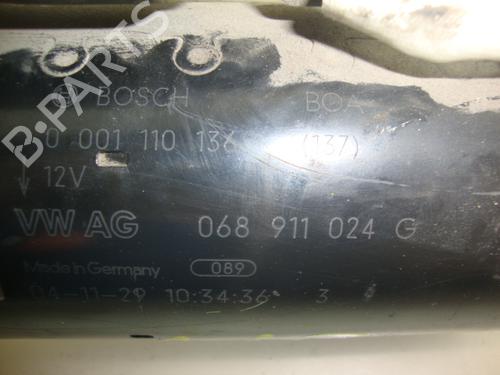 B-PARTS
BOSCH BOA
0 001 110 136 (137)
12V
VW AG 068 911 024 G
Made in Germany 089
04-11-29 10:34:36 3